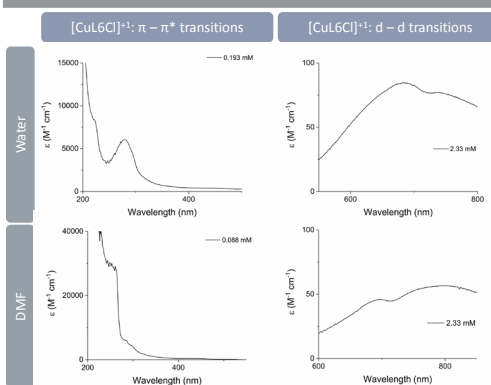 [CuL6Cl]+1: π – π* transitions
[CuL6Cl]+1: d – d transitions
Water
0.193 mM
15000
10000
5000
0
ε (M-1 cm-1)
200
400
Wavelength (nm)
2.33 mM
100
50
0
ε (M-1 cm-1)
600
800
Wavelength (nm)
DMF
0.088 mM
40000
20000
0
ε (M-1 cm-1)
200
400
Wavelength (nm)
2.33 mM
100
50
0
ε (M-1 cm-1)
600
800
Wavelength (nm)